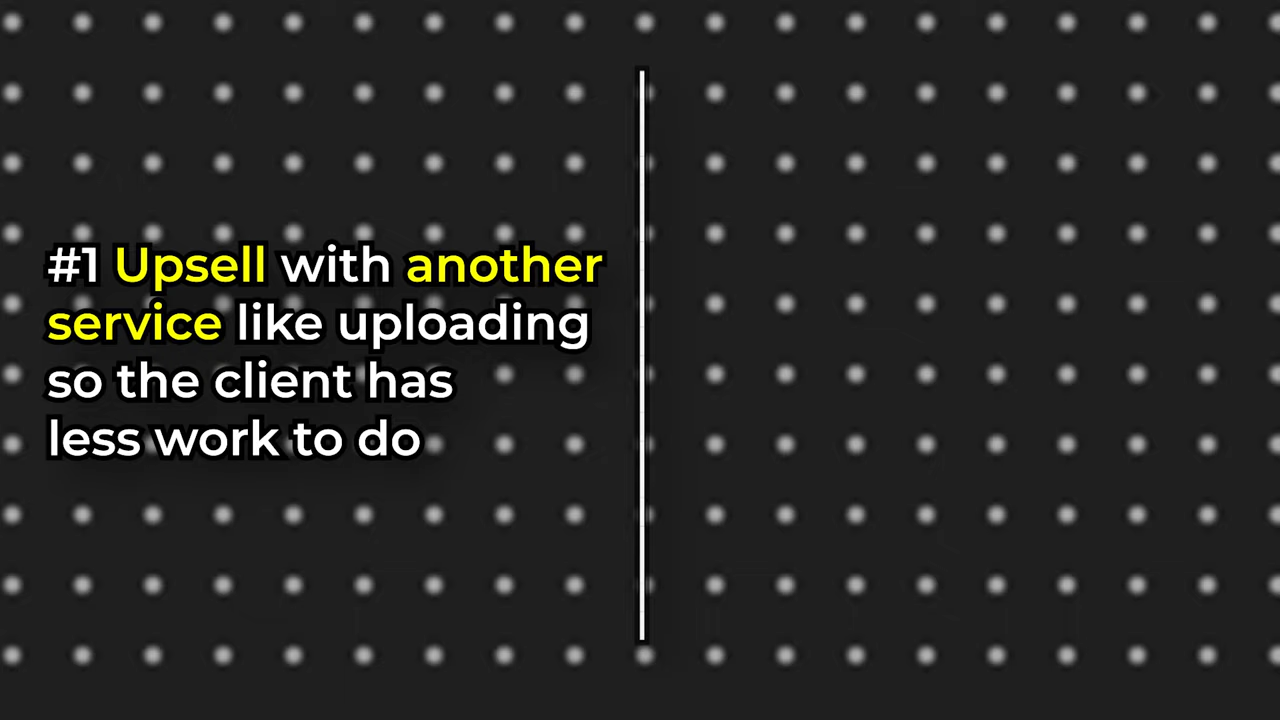 #1 Upsell with another
service like uploading
so the client has
less work to do